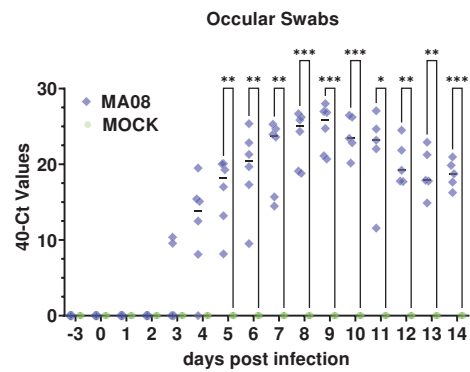 Occular Swabs
*** *** **
** ** ** *** * ** ***
30
MA08
MOCK
20
40-Ct Values
10
0
-3 0 1 2 3 4 5 6 7 8 9 10 11 12 13 14
days post infection